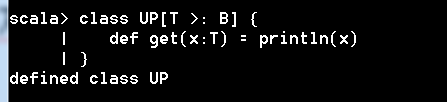 scala> class UP[T >: B] {
     |     def get(x:T) = println(x)
     | }
defined class UP